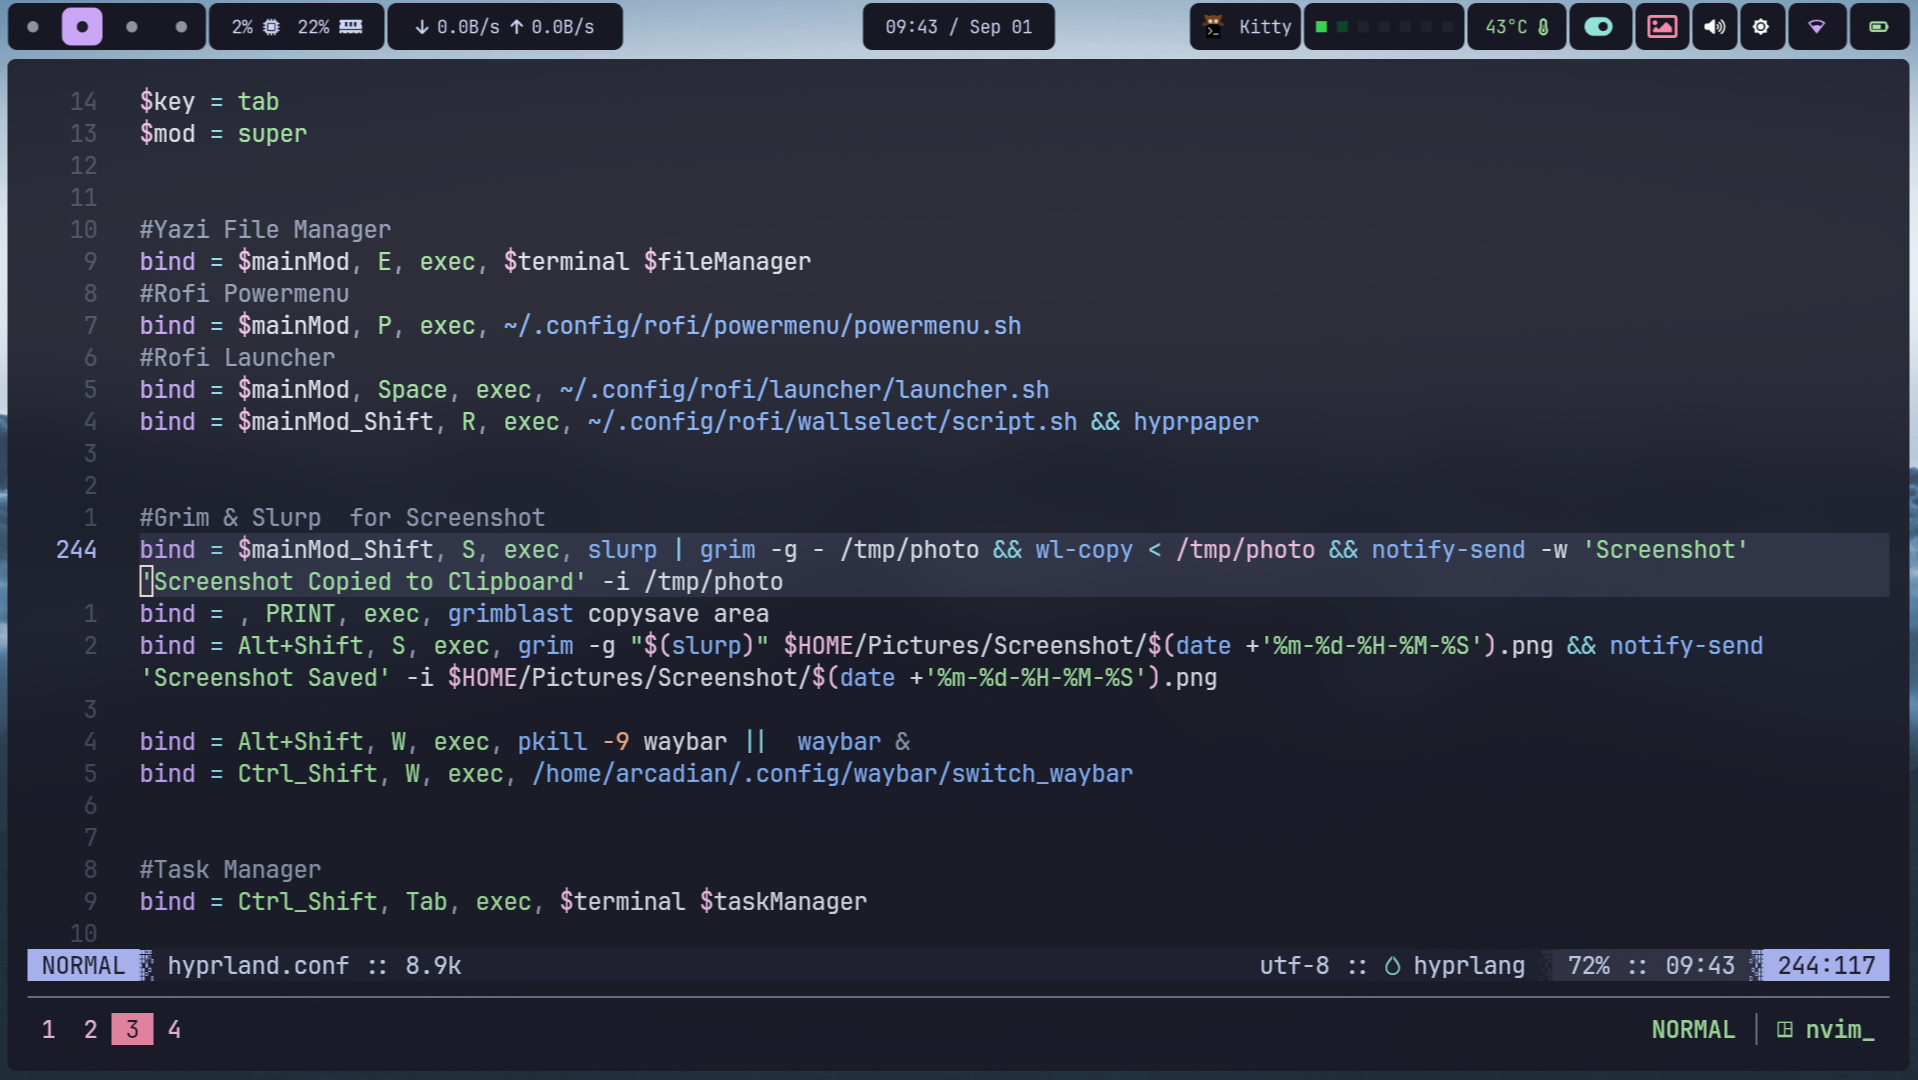 2% 22% 0.0B/s 0.0B/s 09:43 / Sep 01 Kitty 43°C
14 $key = tab
13 $mod = super
12
11
10 #Yazi File Manager
9 bind = $mainMod, E, exec, $terminal $fileManager
8 #Rofi Powermenu
7 bind = $mainMod, P, exec, ~/.config/rofi/powermenu/powermenu.sh
6 #Rofi Launcher
5 bind = $mainMod, Space, exec, ~/.config/rofi/launcher/launcher.sh
4 bind = $mainMod_Shift, R, exec, ~/.config/rofi/wallselect/script.sh && hyprpaper
3
2
1 #Grim & Slurp  for Screenshot
244 bind = $mainMod_Shift, S, exec, slurp | grim -g - /tmp/photo && wl-copy < /tmp/photo && notify-send -w 'Screenshot'
'Screenshot Copied to Clipboard' -i /tmp/photo
1 bind = , PRINT, exec, grimblast copysave area
2 bind = Alt+Shift, S, exec, grim -g "$(slurp)" $HOME/Pictures/Screenshot/$(date +'%m-%d-%H-%M-%S').png && notify-send
'Screenshot Saved' -i $HOME/Pictures/Screenshot/$(date +'%m-%d-%H-%M-%S').png
3
4 bind = Alt+Shift, W, exec, pkill -9 waybar ||  waybar &
5 bind = Ctrl_Shift, W, exec, /home/arcadian/.config/waybar/switch_waybar
6
7
8 #Task Manager
9 bind = Ctrl_Shift, Tab, exec, $terminal $taskManager
10
NORMAL hyprland.conf :: 8.9k utf-8 :: hyprlang 72% :: 09:43 244:117
1 2 3 4 NORMAL nvim_